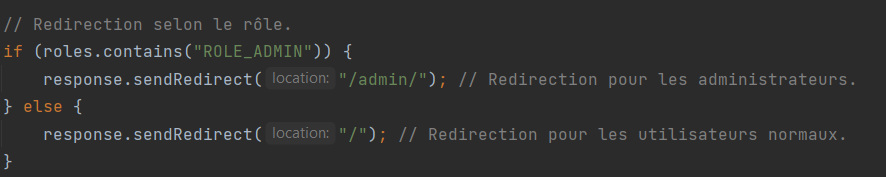 // Redirection selon le rôle.
if (roles.contains("ROLE_ADMIN")) {
    response.sendRedirect( location: "/admin/"); // Redirection pour les administrateurs.
} else {
    response.sendRedirect( location: "/"); // Redirection pour les utilisateurs normaux.
}